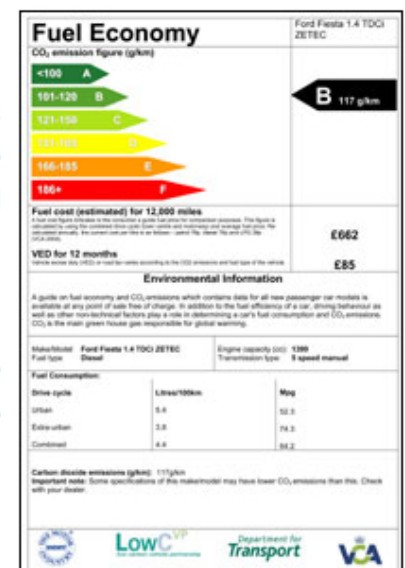 Fuel Economy
Ford Fiesta 1.4 TDCi
ZETEC
CO₂ emission figure (g/km)
<100 A
101-120 B
B 117 g/km
121-150 C
D
166-185 E
186+ F
Fuel cost (estimated) for 12,000 miles
£662
VED for 12 months
£85
Environmental Information
A guide on fuel economy and CO₂ emissions which contains data for all new passenger car models is
available at any point of sale free of charge. In addition to the fuel efficiency of a car, driving behaviour as
well as other non-technical factors play a role in determining a car's fuel consumption and CO₂ emissions.
CO₂ is the main green house gas responsible for global warming.
Make/Model: Ford Fiesta 1.4 TDCi ZETEC Engine capacity (cc): 1399
Fuel type: Diesel Transmission type: 5 speed manual
Fuel Consumption:
Drive cycle Litres/100km Mpg
Urban 5.4 52.3
Extra-urban 3.8 74.3
Combined 4.4 64.2
Carbon dioxide emissions (g/km): 117g/km
Important note: Some specifications of this make/model may have lower CO₂ emissions than this. Check
with your dealer.
LowCVP
Department for
Transport
VCA